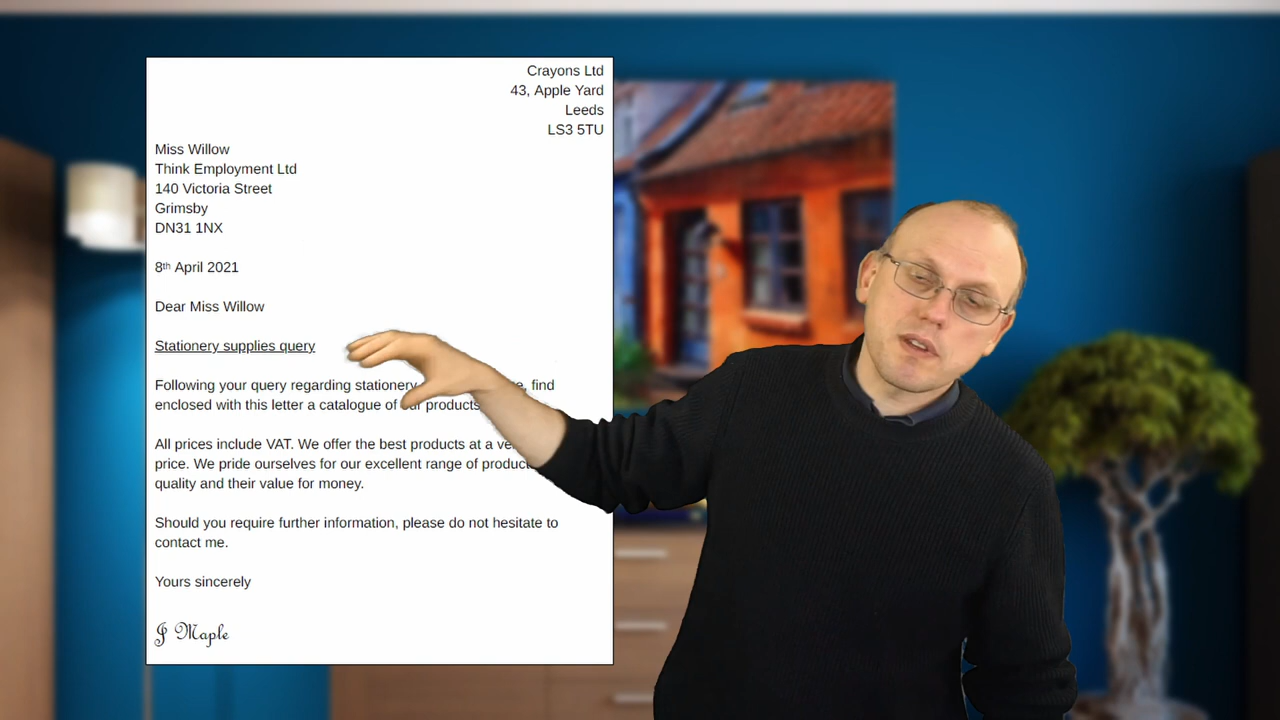 Crayons Ltd
43, Apple Yard
Leeds
LS3 5TU
Miss Willow
Think Employment Ltd
140 Victoria Street
Grimsby
DN31 1NX
8th April 2021
Dear Miss Willow
Stationery supplies query
Following your query regarding stationery find
enclosed with this letter a catalogue of our products
All prices include VAT. We offer the best products at a
price. We pride ourselves for our excellent range of
quality and their value for money.
Should you require further information, please do not hesitate to
contact me.
Yours sincerely
J Maple